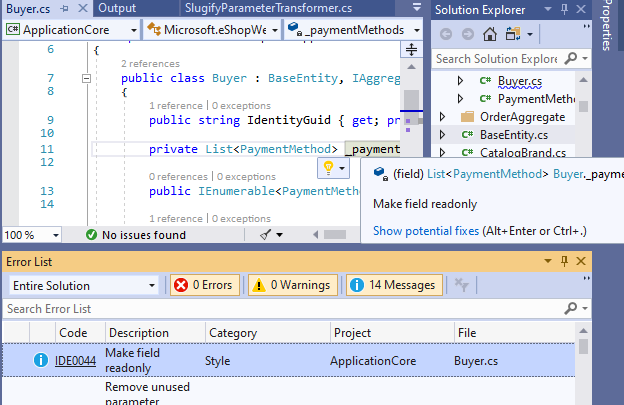 Buyer.cs Output SlugifyParameterTransformer.cs
ApplicationCore Microsoft.eShopWe _paymentMethods
6 {
2 references
7 public class Buyer : BaseEntity, IAggreg
8 {
1 reference | 0 exceptions
9 public string IdentityGuid { get; pr
10
11 private List<PaymentMethod> _payment
12
0 references | 0 exceptions
13 public IEnumerable<PaymentMeth
14
1 reference | 0 exceptions
100 % No issues found
Solution Explorer
Search Solution Explorer
Buyer.cs
PaymentMetho
OrderAggregate
BaseEntity.cs
CatalogBrand.cs
Properties
(field) List<PaymentMethod> Buyer._payme
Make field readonly
Show potential fixes (Alt+Enter or Ctrl+.)
Error List
Entire Solution 0 Errors 0 Warnings 14 Messages
Search Error List
Code Description Category Project File
IDE0044 Make field readonly Style ApplicationCore Buyer.cs
Remove unused
parameter